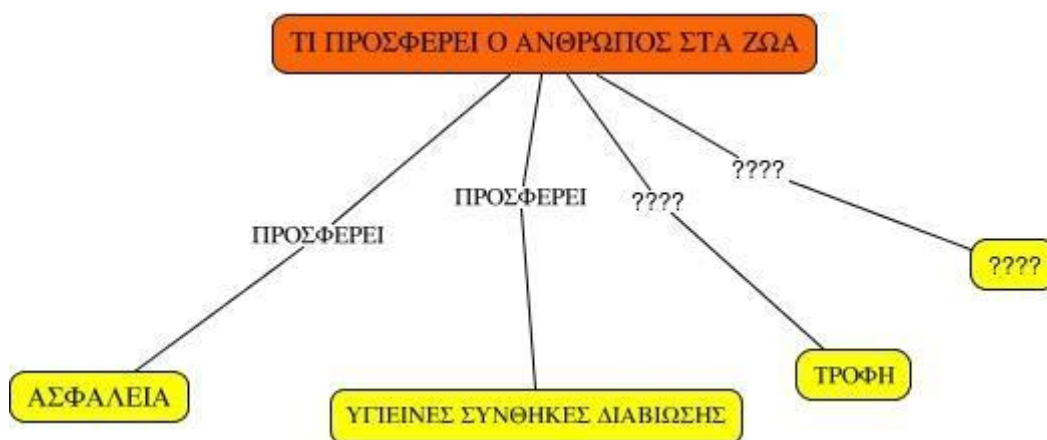 ΤΙ ΠΡΟΣΦΕΡΕΙ Ο ΑΝΘΡΩΠΟΣ ΣΤΑ ΖΩΑ
????
ΠΡΟΣΦΕΡΕΙ
????
ΠΡΟΣΦΕΡΕΙ
????
ΤΡΟΦΗ
ΑΣΦΑΛΕΙΑ
ΥΓΙΕΙΝΕΣ ΣΥΝΘΗΚΕΣ ΔΙΑΒΙΩΣΗΣ